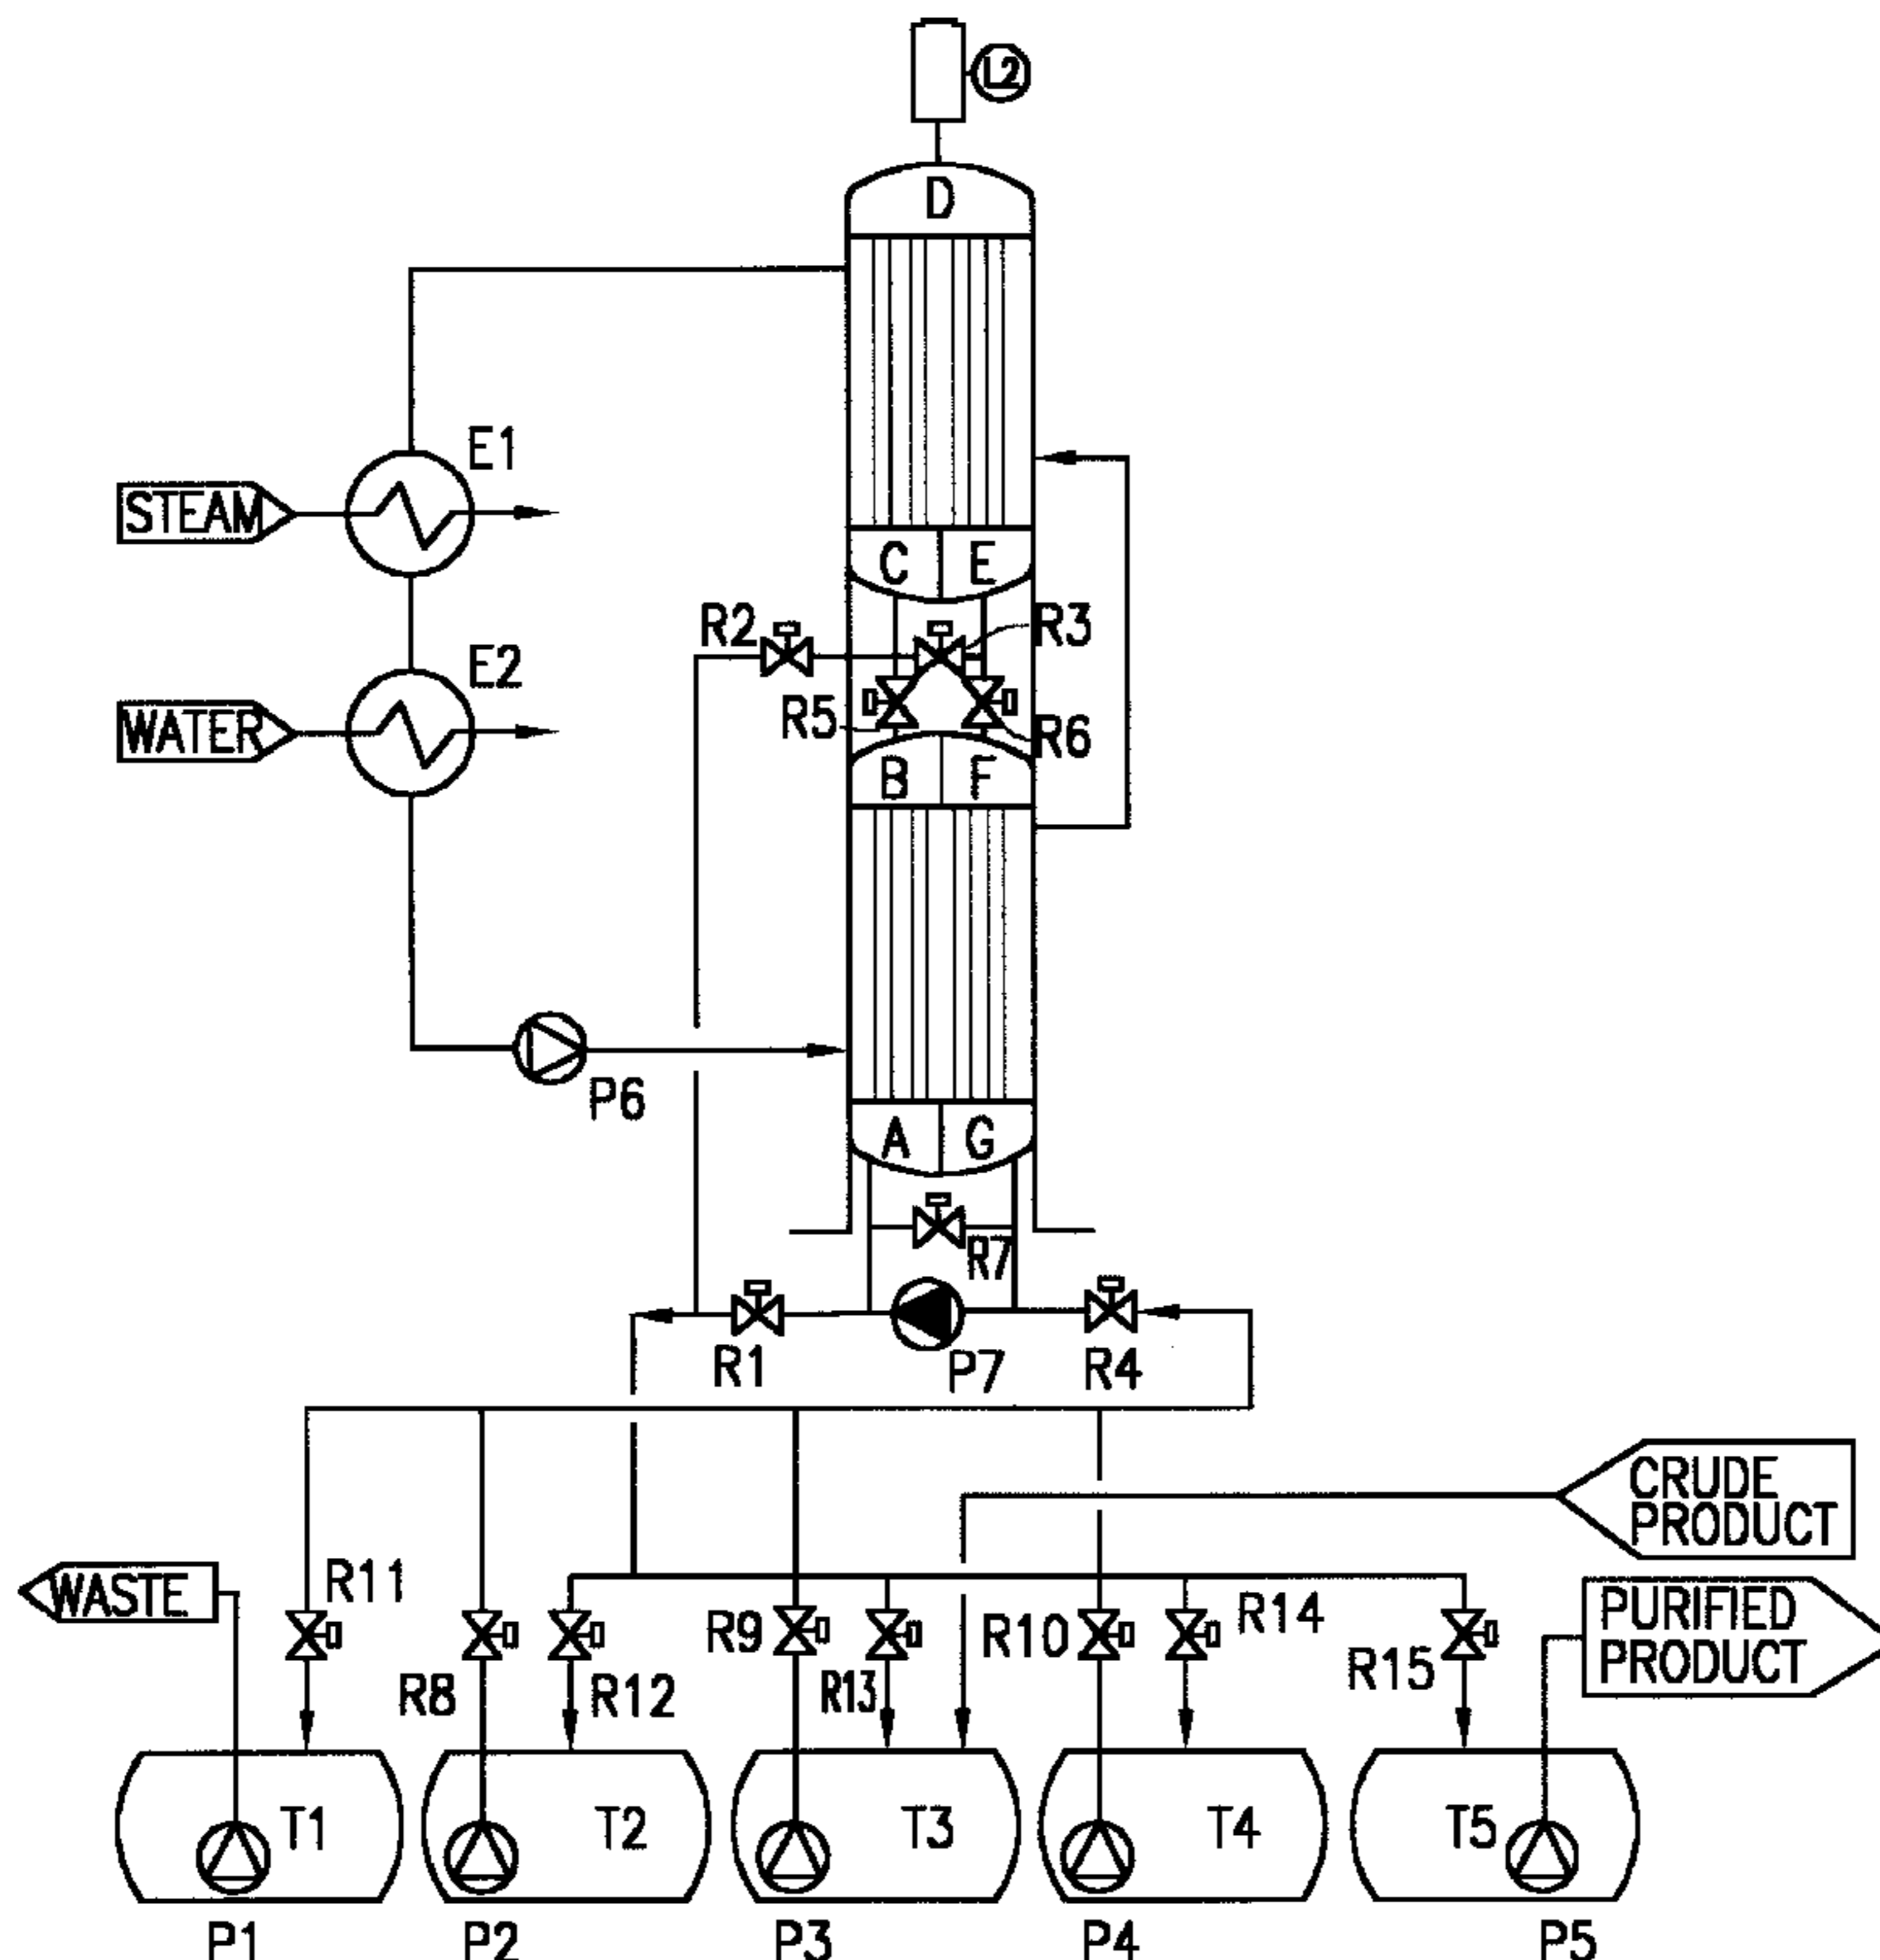 L2
D
E1
STEAM
C E
R2 R3
E2
WATER
R5 R6
B F
P6
A G
R7
R1 P7 R4
CRUDE
PRODUCT
WASTE
R11
R9 R10 R14
PURIFIED
PRODUCT
R8 R12 R13 R15
T1 T2 T3 T4 T5
P1 P2 P3 P4 P5